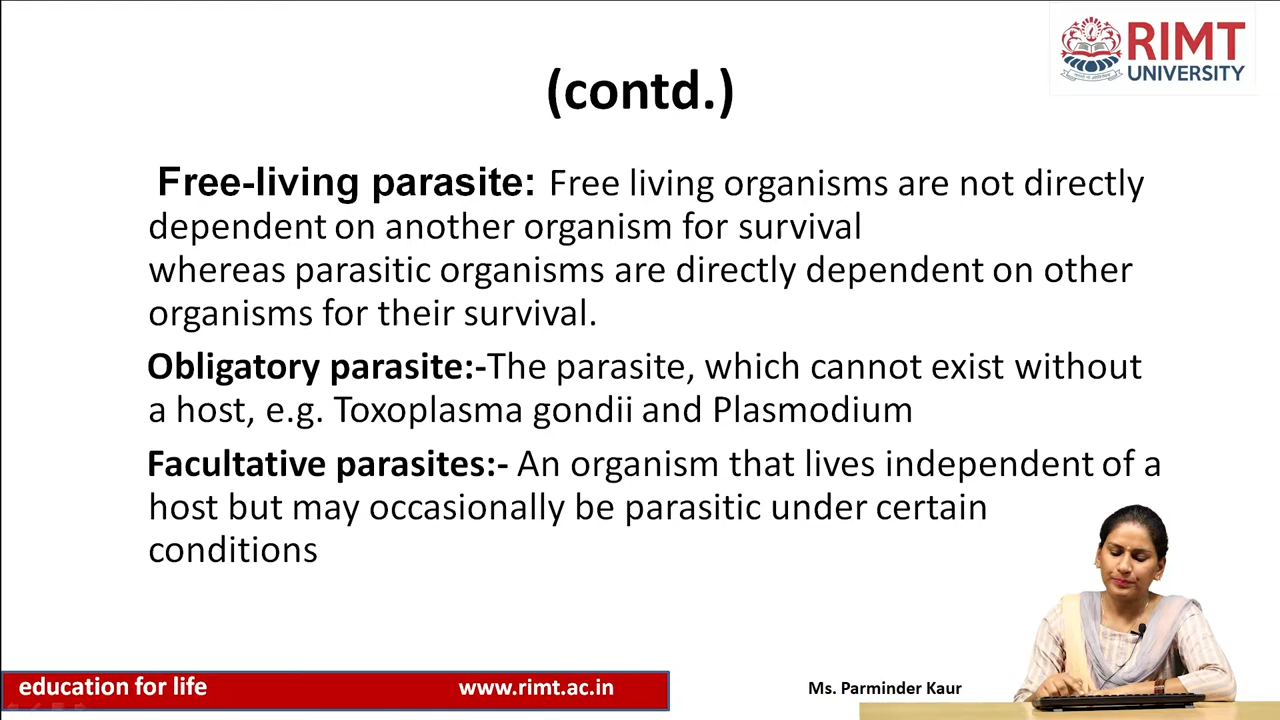 RIMT
UNIVERSITY
(contd.)
Free-living parasite: Free living organisms are not directly
dependent on another organism for survival
whereas parasitic organisms are directly dependent on other
organisms for their survival.
Obligatory parasite:-The parasite, which cannot exist without
a host, e.g. Toxoplasma gondii and Plasmodium
Facultative parasites:- An organism that lives independent of a
host but may occasionally be parasitic under certain
conditions
education for life
www.rimt.ac.in
Ms. Parminder Kaur